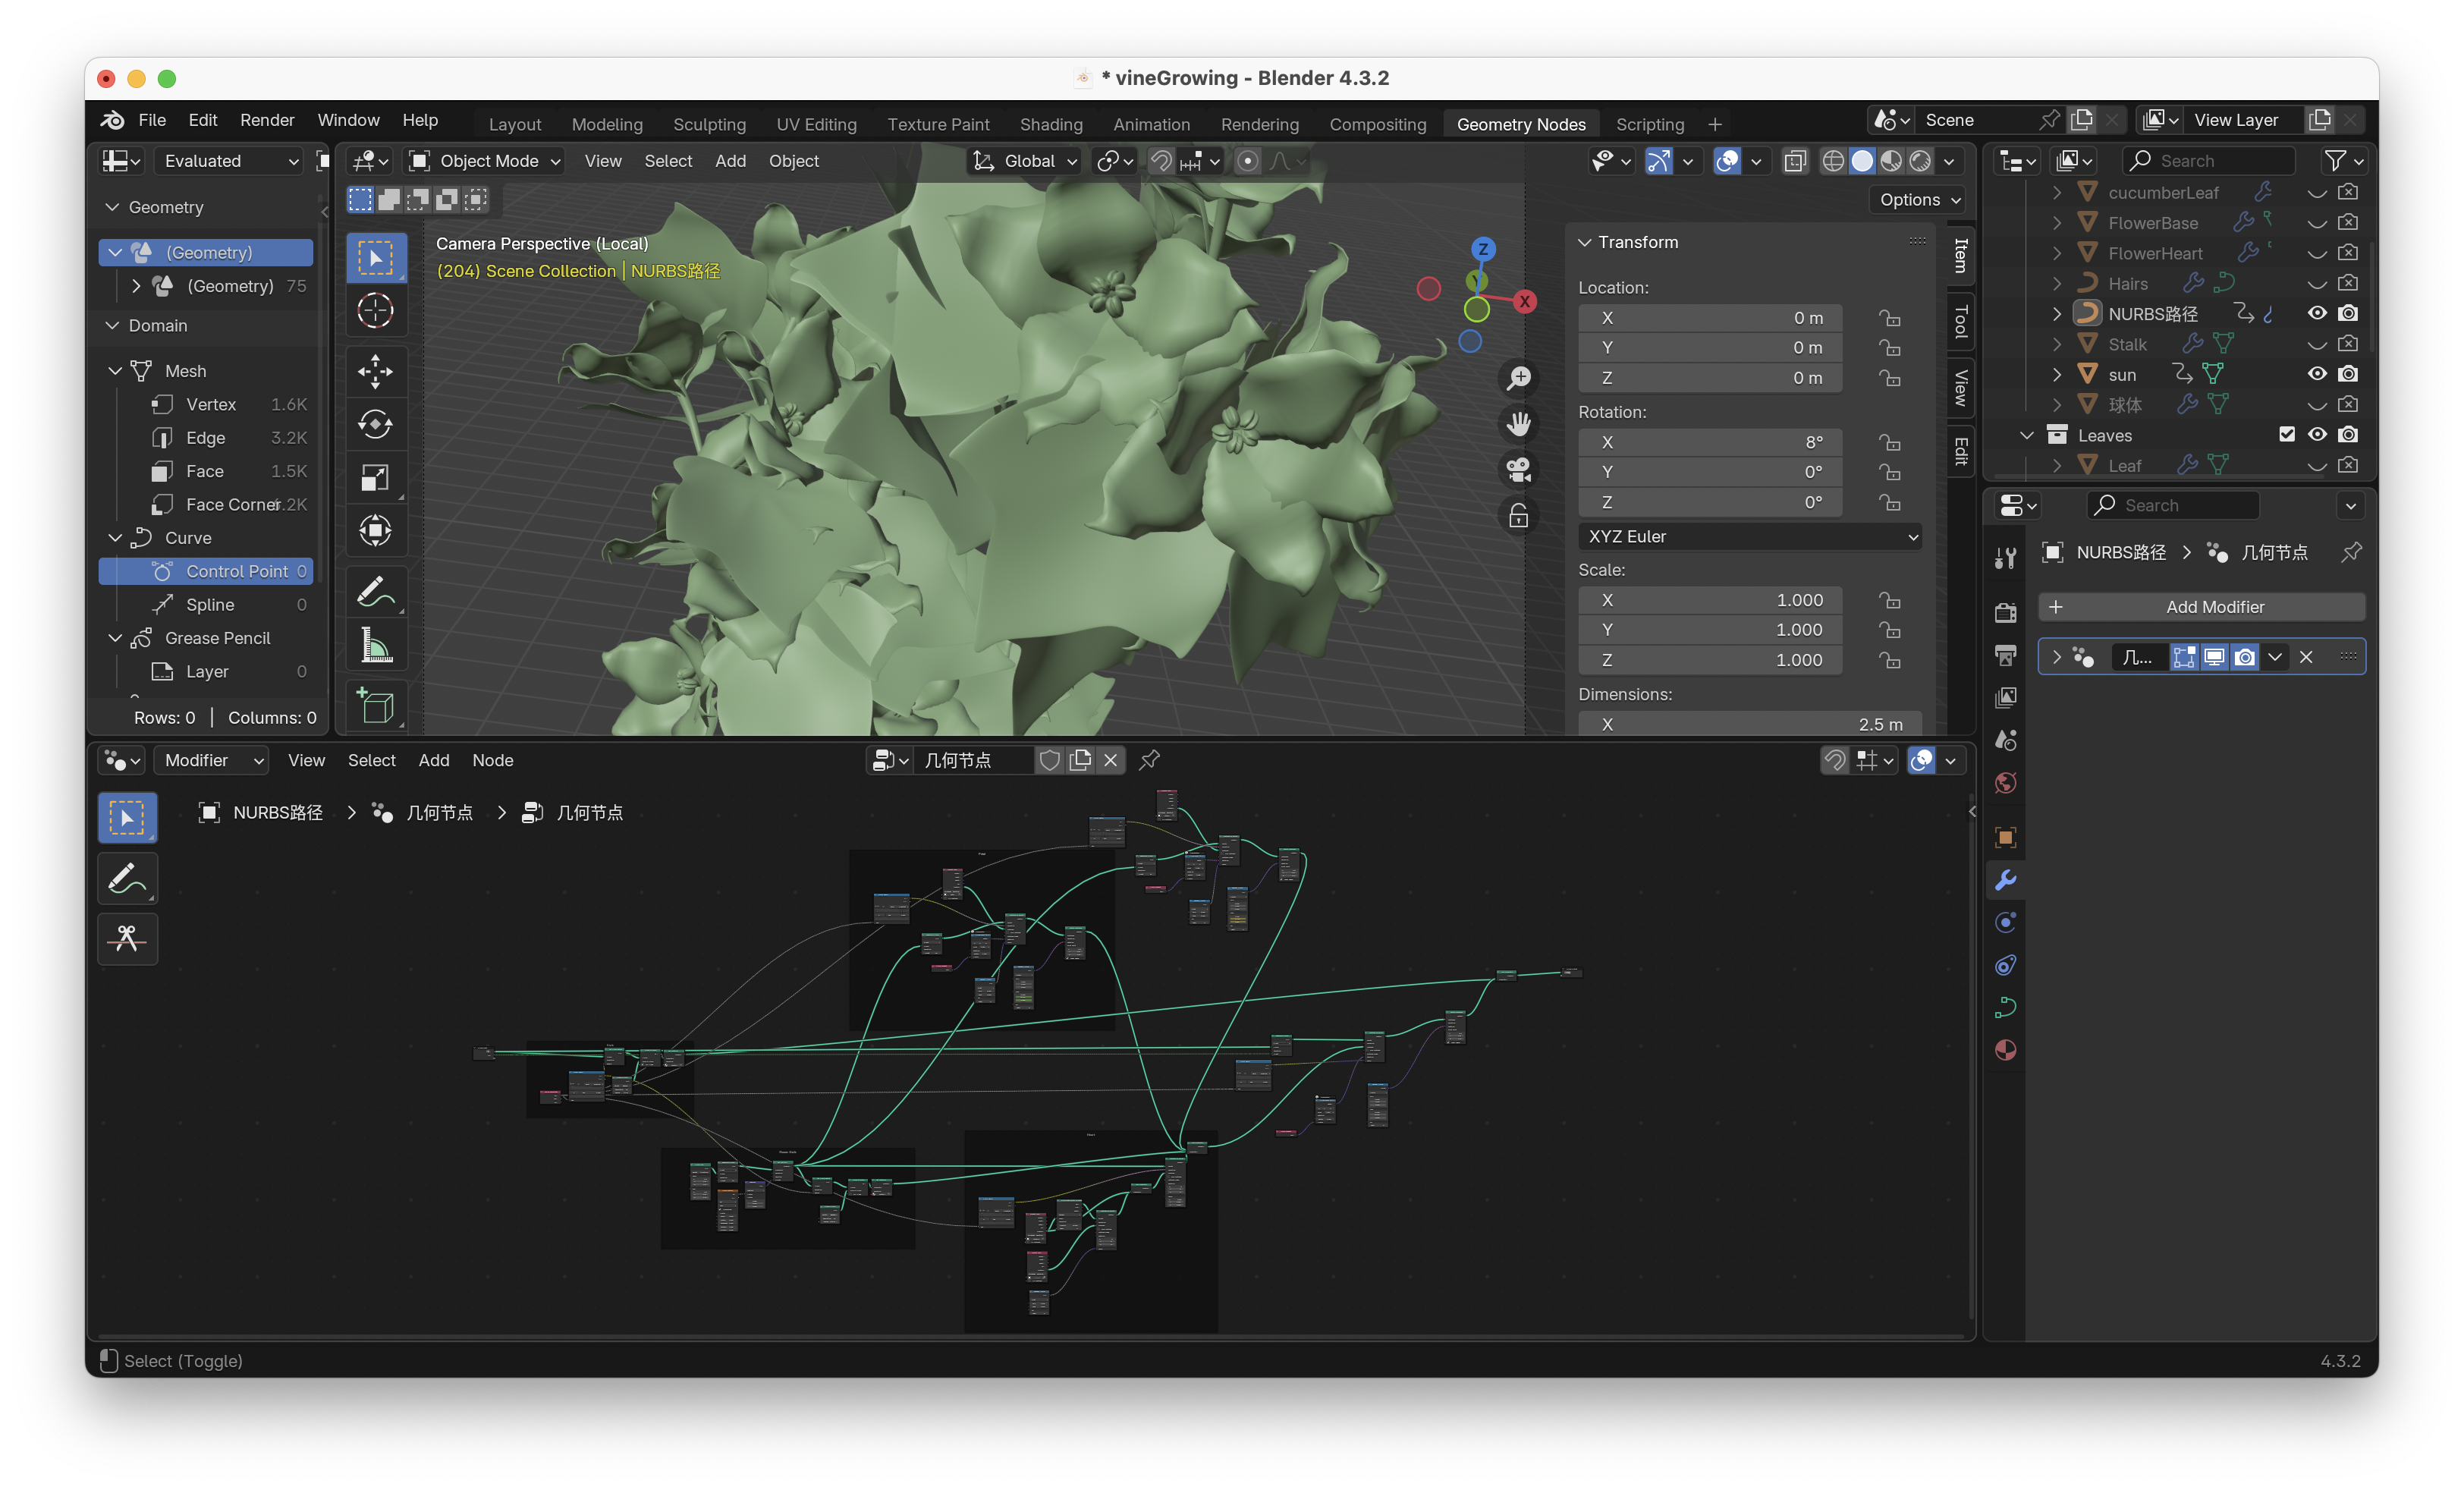 * vineGrowing - Blender 4.3.2
File Edit Render Window Help
Layout Modeling Sculpting UV Editing Texture Paint Shading Animation Rendering Compositing Geometry Nodes Scripting +
Scene
View Layer
Evaluated
Object Mode View Select Add Object
Global
Options
Search
Geometry
(Geometry)
(Geometry) 75
Domain
Mesh
Vertex 1.6K
Edge 3.2K
Face 1.5K
Curve
Control Point 0
Spline 0
Grease Pencil
Layer 0
Rows: 0 | Columns: 0
Camera Perspective (Local)
(204) Scene Collection | NURBS路径
Z
Y
X
Transform
Location:
X 0 m
Y 0 m
Z 0 m
Rotation:
X 8°
Y 0°
Z 0°
XYZ Euler
Scale:
X 1.000
Y 1.000
Z 1.000
Dimensions:
X 2.5 m
Item
Tool
View
Edit
cucumberLeaf
FlowerBase
FlowerHeart
Hairs
NURBS路径
Stalk
sun
球体
Leaves
Leaf
Search
NURBS路径 > 几何节点
+ Add Modifier
几...
Modifier View Select Add Node
几何节点
NURBS路径 > 几何节点 > 几何节点
Select (Toggle)
4.3.2